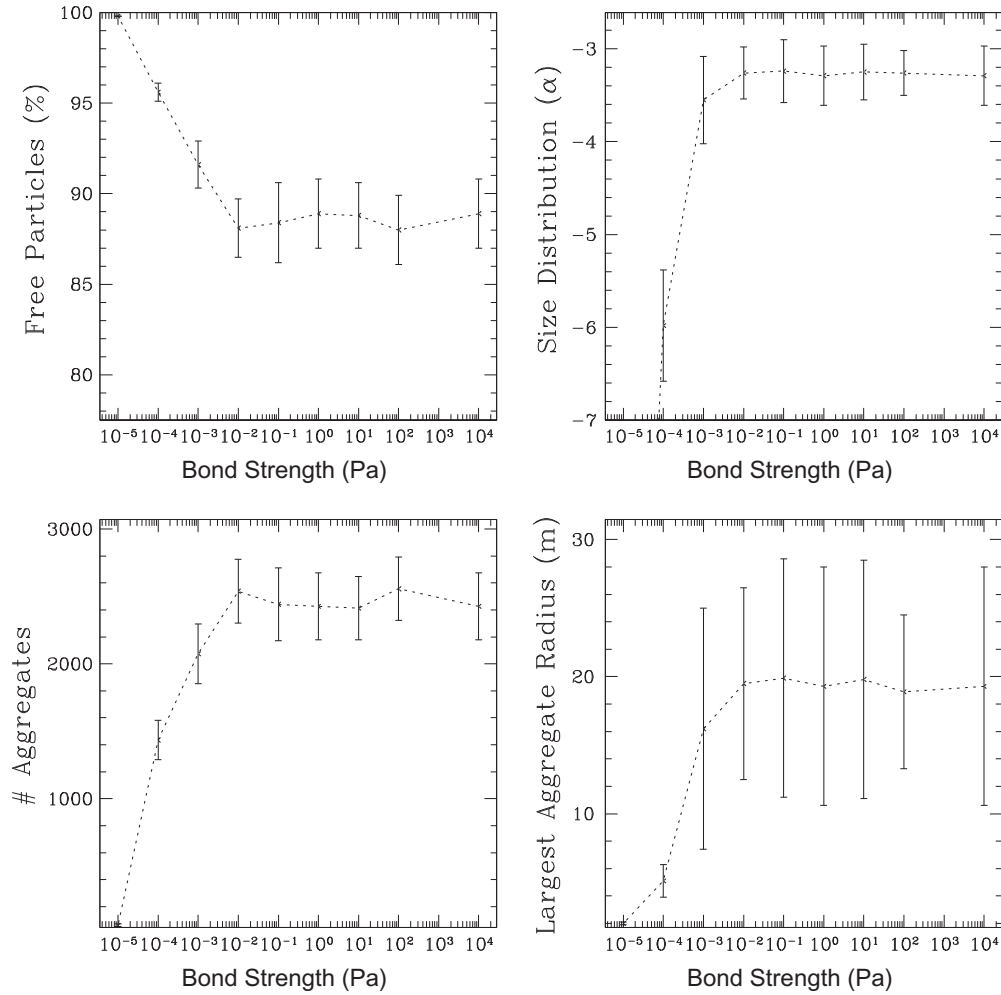 Free Particles (%)
100
95
90
85
80
10⁻⁵ 10⁻⁴ 10⁻³ 10⁻² 10⁻¹ 10⁰ 10¹ 10² 10³ 10⁴
Bond Strength (Pa)
Size Distribution (α)
-3
-4
-5
-6
-7
10⁻⁵ 10⁻⁴ 10⁻³ 10⁻² 10⁻¹ 10⁰ 10¹ 10² 10³ 10⁴
Bond Strength (Pa)
# Aggregates
3000
2000
1000
10⁻⁵ 10⁻⁴ 10⁻³ 10⁻² 10⁻¹ 10⁰ 10¹ 10² 10³ 10⁴
Bond Strength (Pa)
Largest Aggregate Radius (m)
30
20
10
10⁻⁵ 10⁻⁴ 10⁻³ 10⁻² 10⁻¹ 10⁰ 10¹ 10² 10³ 10⁴
Bond Strength (Pa)